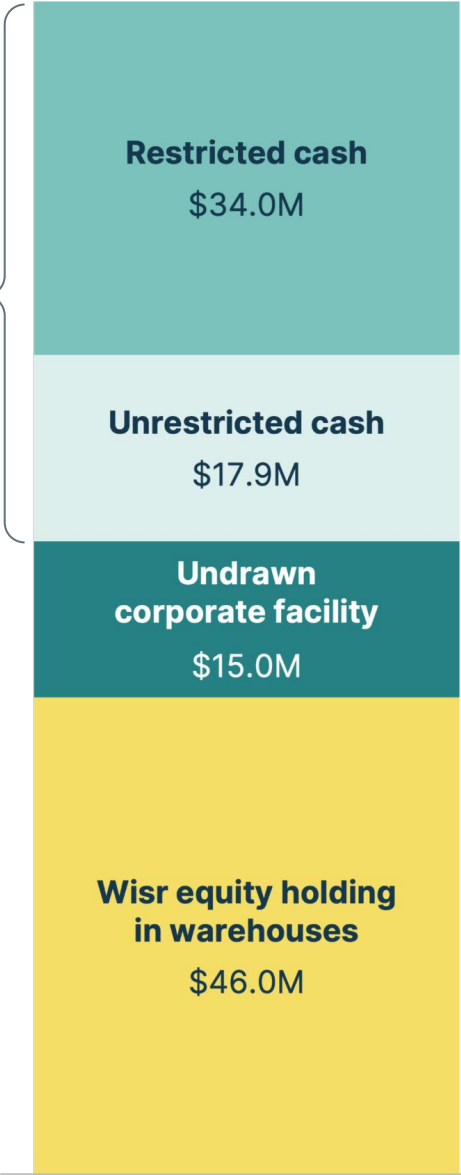 Restricted cash
$34.0M
Unrestricted cash
$17.9M
Undrawn
corporate facility
$15.0M
Wisr equity holding
in warehouses
$46.0M